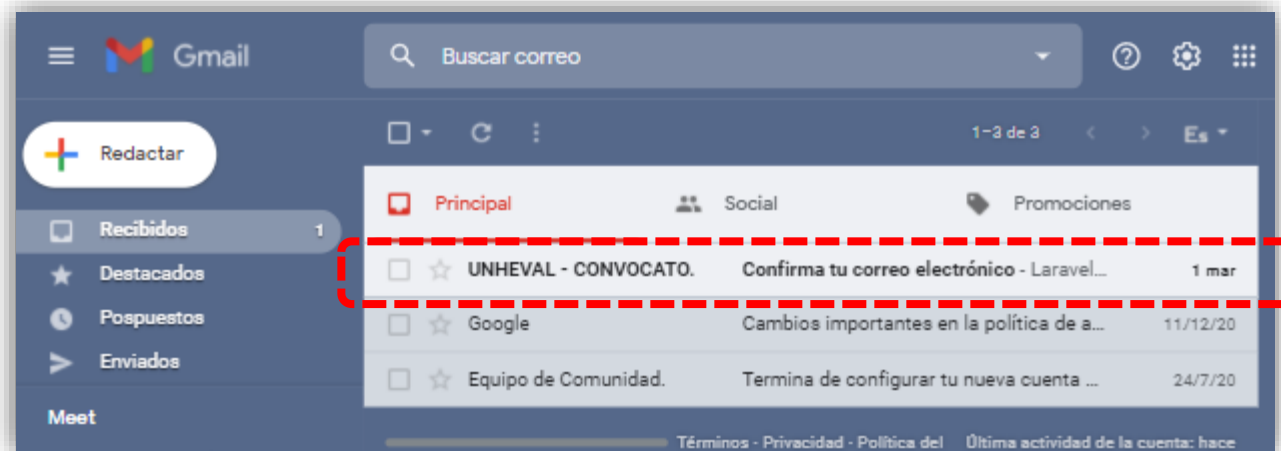 Gmail
Buscar correo
Redactar
1-3 de 3
Es
Principal
Social
Promociones
Recibidos 1
UNHEVAL - CONVOCATO. Confirma tu correo electrónico - Laravel... 1 mar
Destacados
Google Cambios importantes en la política de a... 11/12/20
Pospuestos
Equipo de Comunidad. Termina de configurar tu nueva cuenta ... 24/7/20
Enviados
Meet
Términos - Privacidad - Política del Última actividad de la cuenta: hace